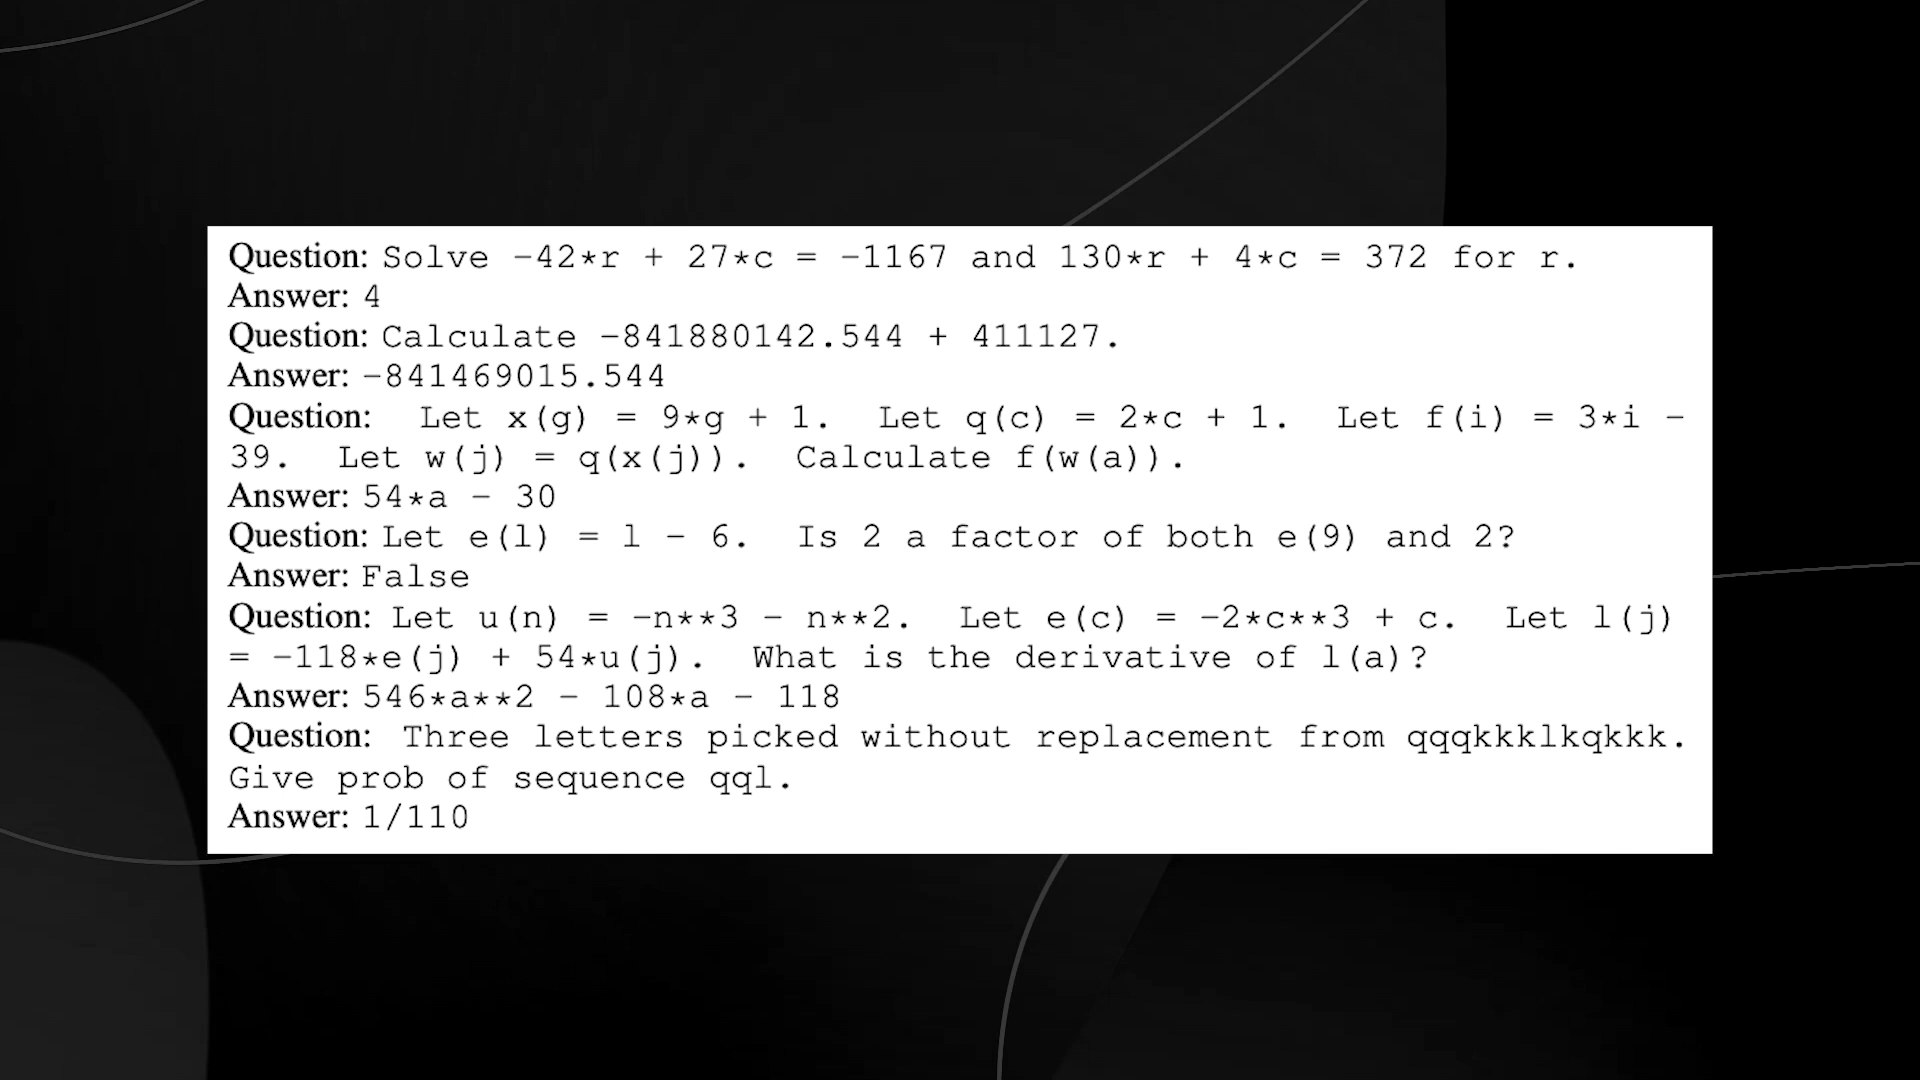 Question: Solve -42*r + 27*c = -1167 and 130*r + 4*c = 372 for r.
Answer: 4
Question: Calculate -841880142.544 + 411127.
Answer: -841469015.544
Question: Let x(g) = 9*g + 1. Let q(c) = 2*c + 1. Let f(i) = 3*i -
39. Let w(j) = q(x(j)). Calculate f(w(a)).
Answer: 54*a - 30
Question: Let e(l) = l - 6. Is 2 a factor of both e(9) and 2?
Answer: False
Question: Let u(n) = -n**3 - n**2. Let e(c) = -2*c**3 + c. Let l(j)
= -118*e(j) + 54*u(j). What is the derivative of l(a)?
Answer: 546*a**2 - 108*a - 118
Question: Three letters picked without replacement from qqqkkklkqkkk.
Give prob of sequence qql.
Answer: 1/110